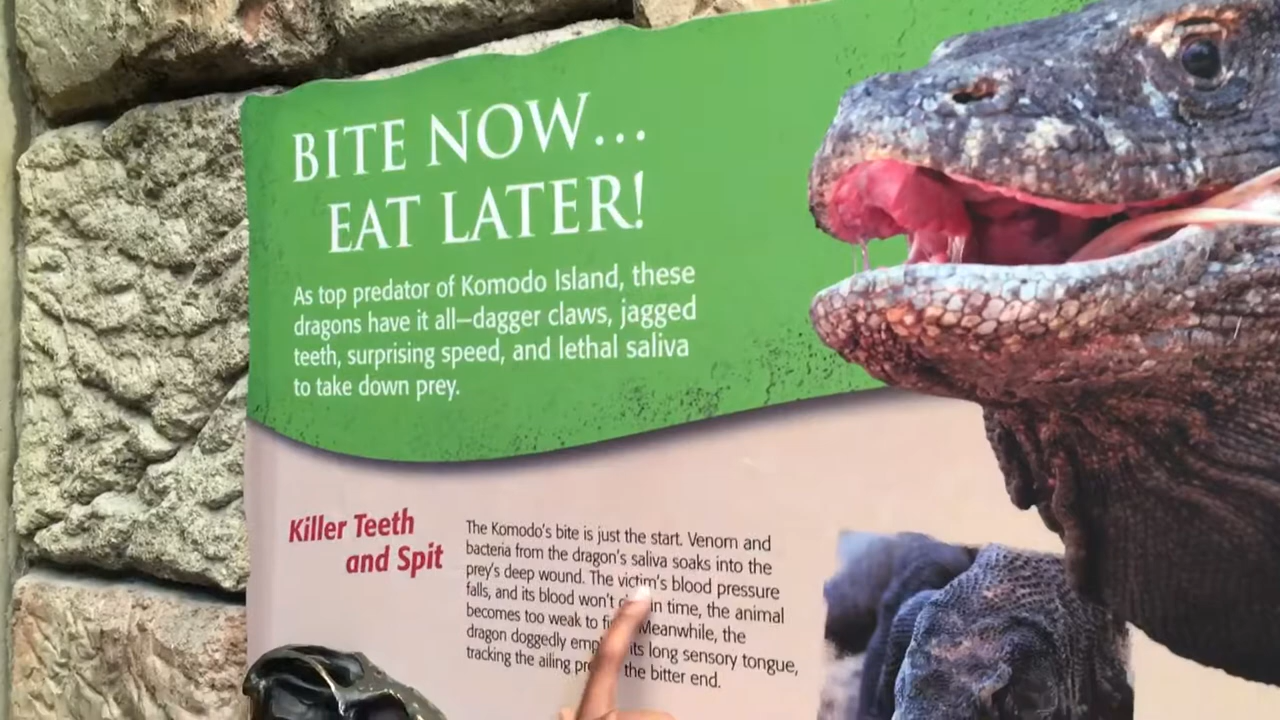 BITE NOW...
EAT LATER!
As top predator of Komodo Island, these
dragons have it all—dagger claws, jagged
teeth, surprising speed, and lethal saliva
to take down prey.
Killer Teeth
and Spit
The Komodo's bite is just the start. Venom and
bacteria from the dragon's saliva soaks into the
prey's deep wound. The victim's blood pressure
falls, and its blood won't in time, the animal
becomes too weak to Meanwhile, the
dragon doggedly its long sensory tongue,
tracking the ailing the bitter end.